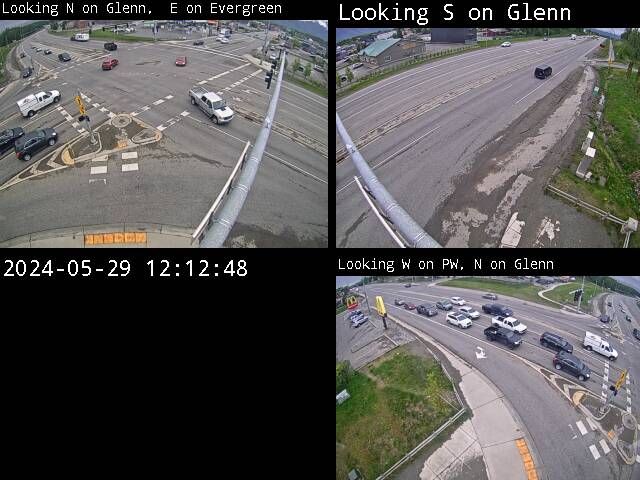 Looking N on Glenn, E on Evergreen
Looking S on Glenn
2024-05-29 12:12:48
Looking W on PW, N on Glenn